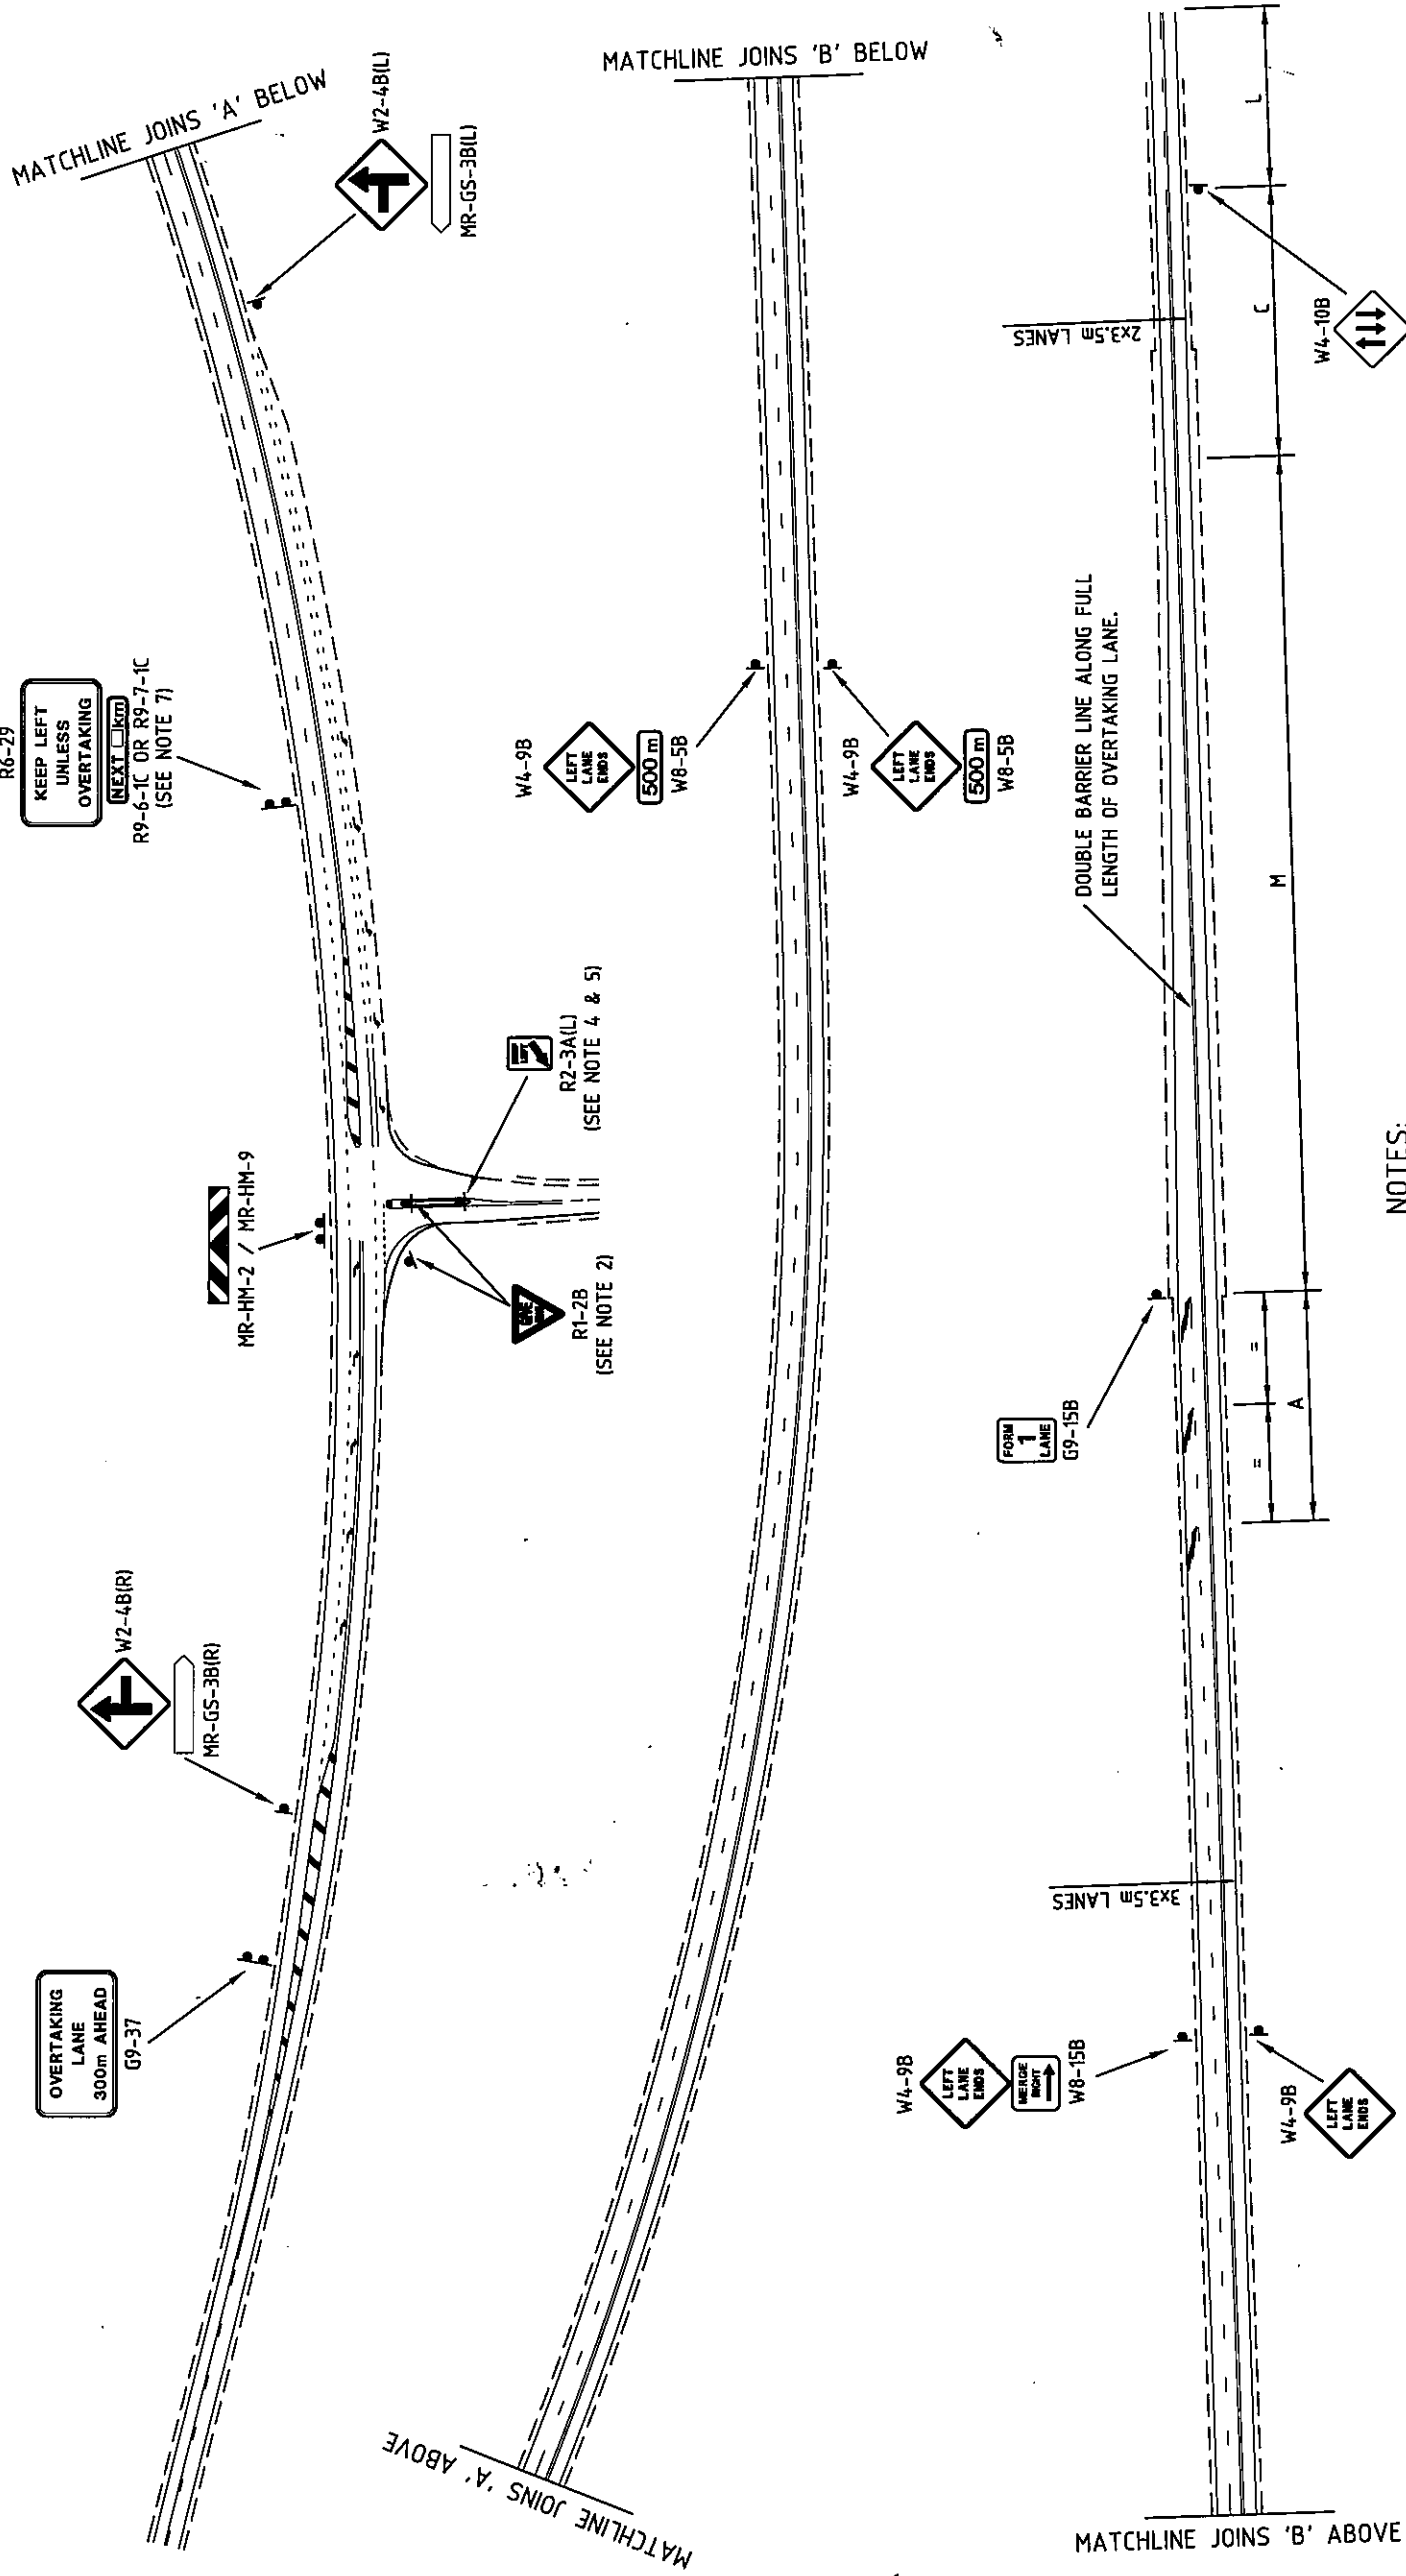 MATCHLINE JOINS 'A' BELOW
R6-29
KEEP LEFT
UNLESS
OVERTAKING
NEXT km
R9-6-1C OR R9-7-1C
(SEE NOTE 7)
W2-4B(L)
MR-GS-3B(L)
MR-HM-2 / MR-HM-9
R2-3A(L)
(SEE NOTE 4 & 5)
GIVE
WAY
R1-2B
(SEE NOTE 2)
W2-4B(R)
MR-GS-3B(R)
OVERTAKING
LANE
300m AHEAD
G9-37
MATCHLINE JOINS 'A' ABOVE
MATCHLINE JOINS 'B' BELOW
W4-9B
LEFT
LANE
ENDS
500 m
W8-5B
W4-9B
LEFT
LANE
ENDS
500 m
W8-5B
MATCHLINE JOINS 'B' ABOVE
W4-9B
LEFT
LANE
ENDS
MERGE
RIGHT
W8-15B
W4-9B
LEFT
LANE
ENDS
3x3.5m LANES
FORM
1
LANE
G9-15B
DOUBLE BARRIER LINE ALONG FULL
LENGTH OF OVERTAKING LANE.
2x3.5m LANES
W4-10B
= =
A
M
C
L
NOTES: